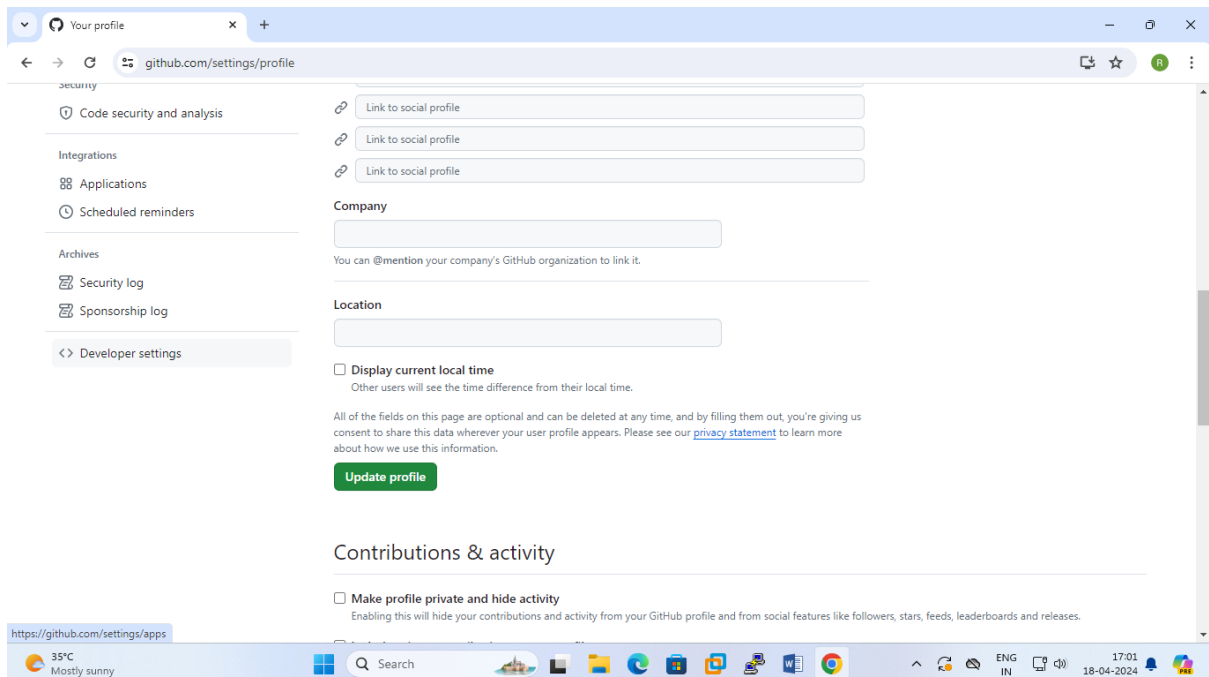 Your profile
github.com/settings/profile
R
Security
Code security and analysis
Integrations
Applications
Scheduled reminders
Archives
Security log
Sponsorship log
Developer settings
Link to social profile
Link to social profile
Link to social profile
Company
You can @mention your company's GitHub organization to link it.
Location
Display current local time
Other users will see the time difference from their local time.
All of the fields on this page are optional and can be deleted at any time, and by filling them out, you're giving us
consent to share this data wherever your user profile appears. Please see our privacy statement to learn more
about how we use this information.
Update profile
Contributions & activity
Make profile private and hide activity
Enabling this will hide your contributions and activity from your GitHub profile and from social features like followers, stars, feeds, leaderboards and releases.
https://github.com/settings/apps
35°C
Mostly sunny
Search
ENG
IN
17:01
18-04-2024
PRE